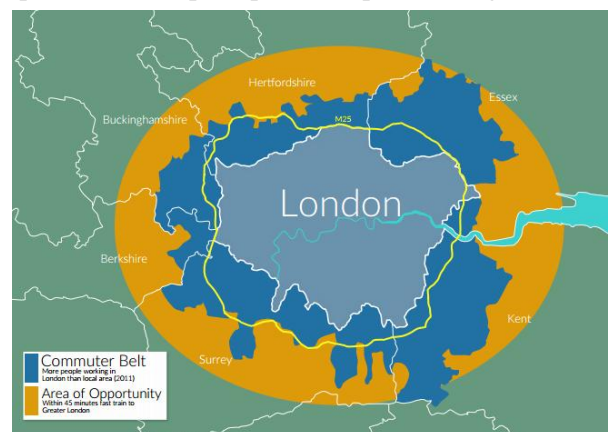 Hertfordshire
Essex
Buckinghamshire
M25
London
Berkshire
Kent
Surrey
Commuter Belt
More people working in
London than local area (2011)
Area of Opportunity
Within 45 minutes fast train to
Greater London